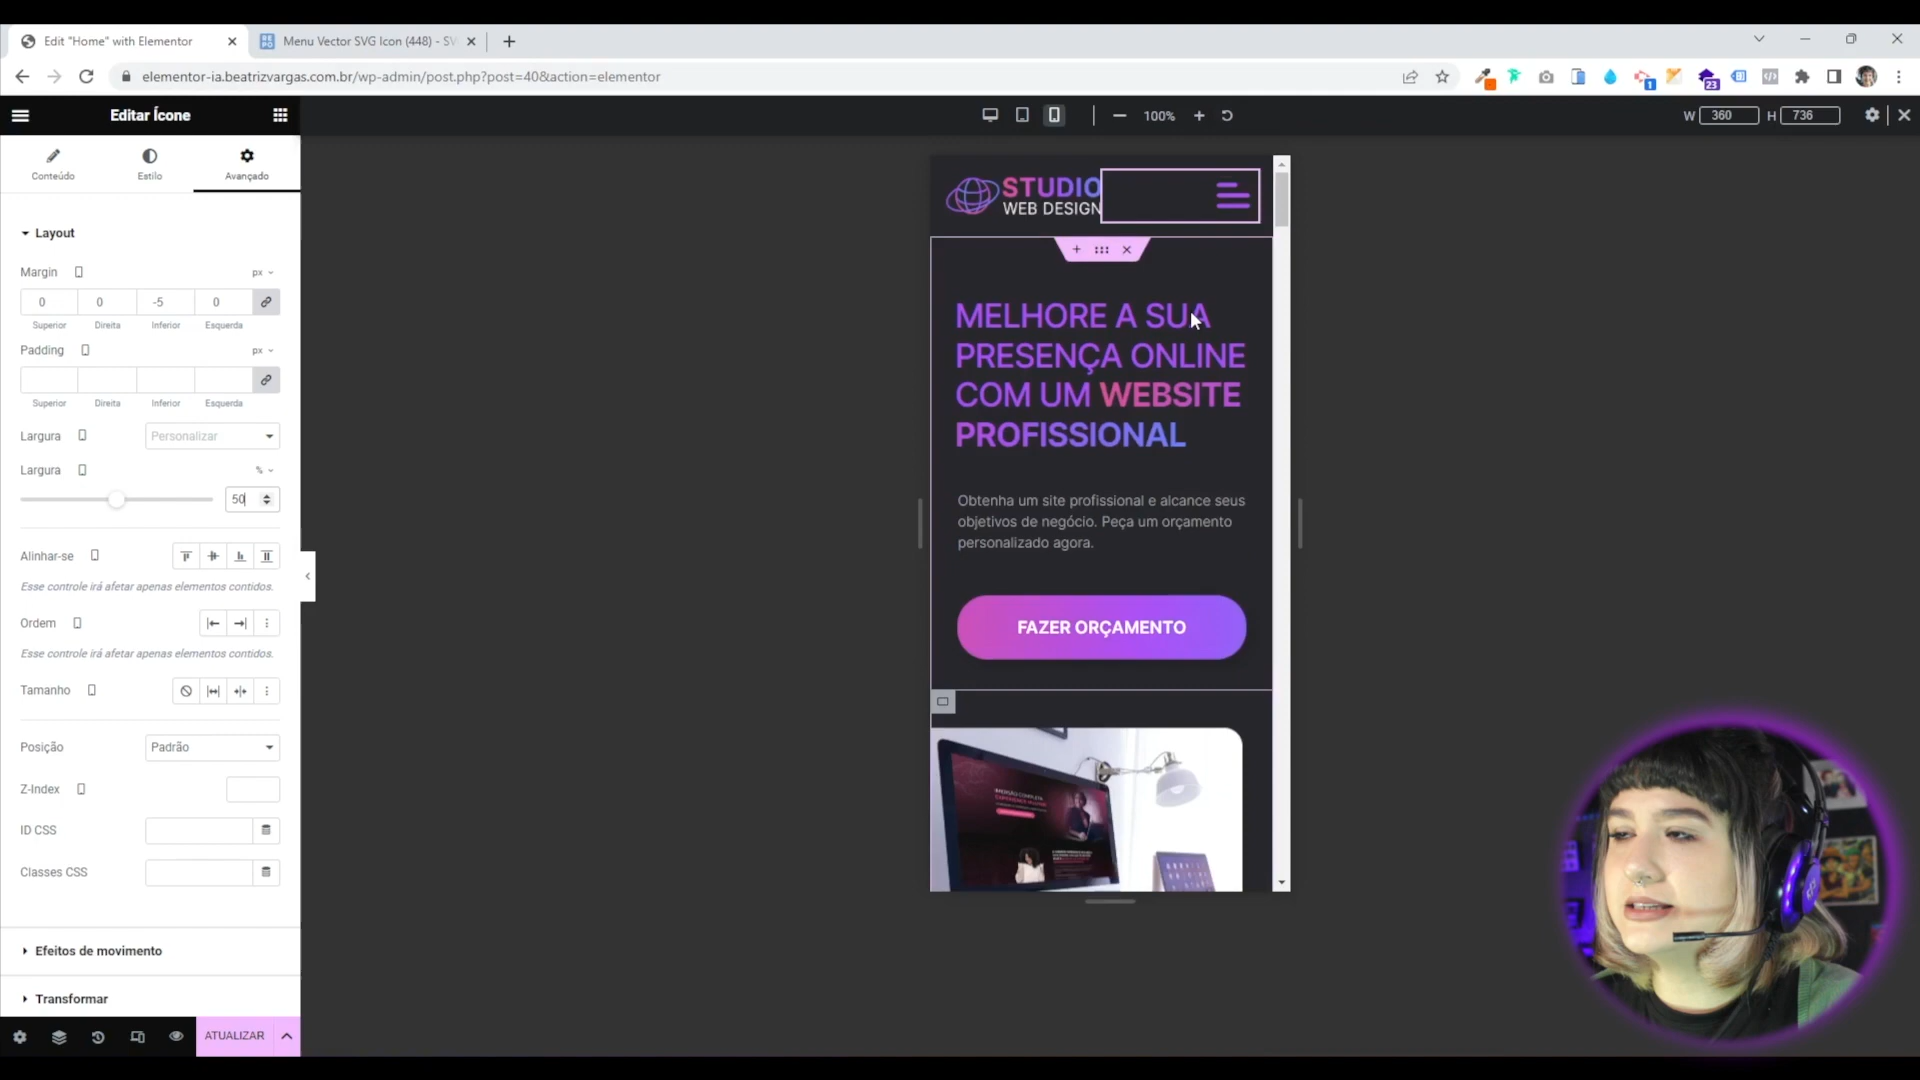 Edit "Home" with Elementor
Menu Vector SVG Icon (448) - SV
elementor-ia.beatrizvargas.com.br/wp-admin/post.php?post=40&action=elementor
23
1
Editar Ícone
100%
W 360 H 736
Conteúdo Estilo Avançado
Layout
Margin px
0 0 -5 0
Superior Direita Inferior Esquerda
Padding px
Superior Direita Inferior Esquerda
Largura Personalizar
Largura %
50
Alinhar-se
Esse controle irá afetar apenas elementos contidos.
Ordem
Esse controle irá afetar apenas elementos contidos.
Tamanho
Posição Padrão
Z-Index
ID CSS
Classes CSS
Efeitos de movimento
Transformar
ATUALIZAR
STUDIO
WEB DESIGN
MELHORE A SUA
PRESENÇA ONLINE
COM UM WEBSITE
PROFISSIONAL
Obtenha um site profissional e alcance seus
objetivos de negócio. Peça um orçamento
personalizado agora.
FAZER ORÇAMENTO